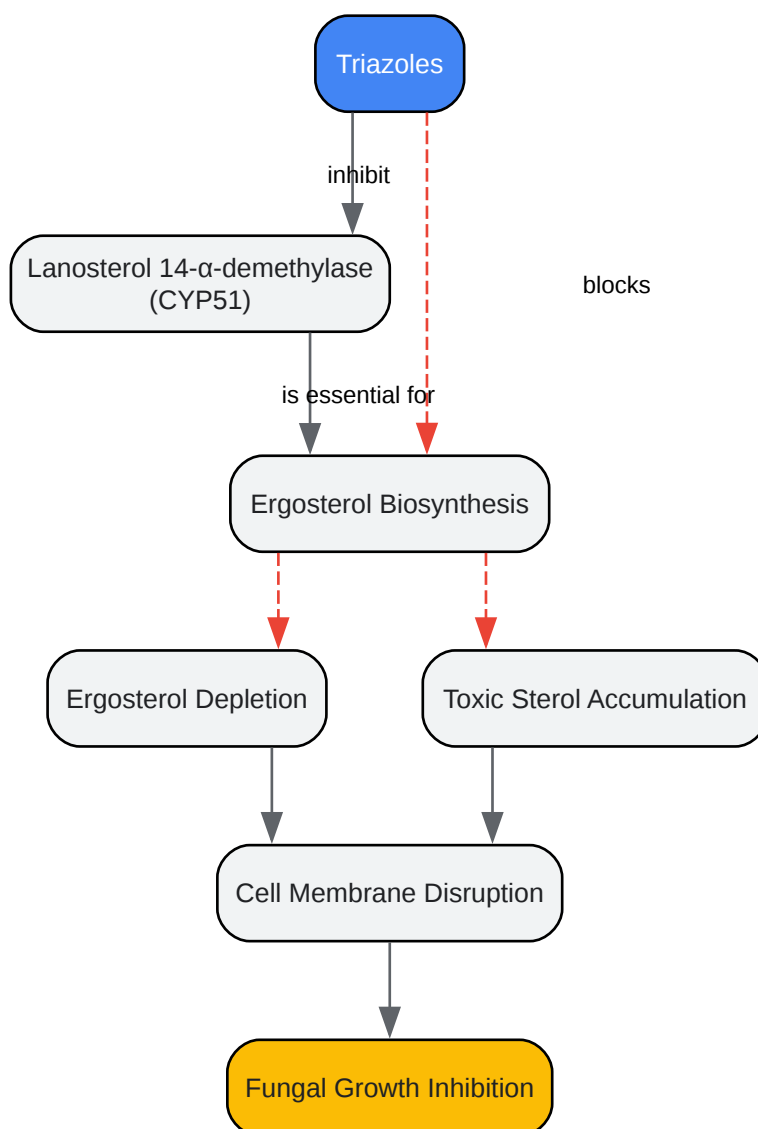 Triazoles
inhibit
Lanosterol 14-α-demethylase
(CYP51)
blocks
is essential for
Ergosterol Biosynthesis
Ergosterol Depletion
Toxic Sterol Accumulation
Cell Membrane Disruption
Fungal Growth Inhibition